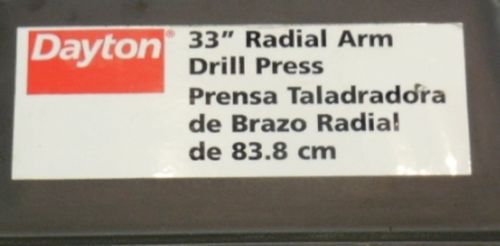 Dayton®
33" Radial Arm
Drill Press
Prensa Taladradora
de Brazo Radial
de 83.8 cm